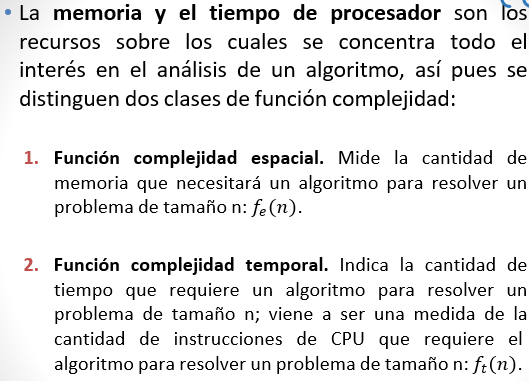 • La memoria y el tiempo de procesador son los
recursos sobre los cuales se concentra todo el
interés en el análisis de un algoritmo, así pues se
distinguen dos clases de función complejidad:
1. Función complejidad espacial. Mide la cantidad de
memoria que necesitará un algoritmo para resolver un
problema de tamaño n: fₑ(n).
2. Función complejidad temporal. Indica la cantidad de
tiempo que requiere un algoritmo para resolver un
problema de tamaño n; viene a ser una medida de la
cantidad de instrucciones de CPU que requiere el
algoritmo para resolver un problema de tamaño n: fₜ(n).